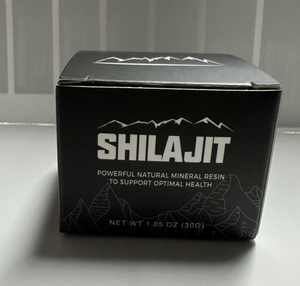 SHILAJIT
POWERFUL NATURAL MINERAL RESIN
TO SUPPORT OPTIMAL HEALTH
NET WT 1.05 OZ (30G)